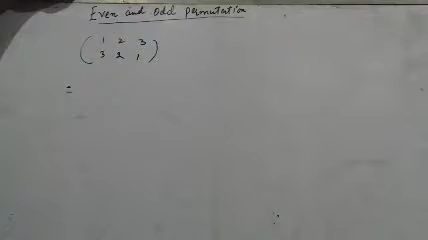 Even and odd permutation
( 1 2 3
3 2 1 )
=